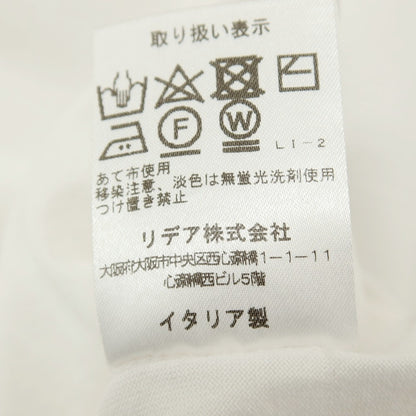 取り扱い表示
F W LI-2
あて布使用
移染注意、淡色は無蛍光洗剤使用
つけ置き禁止
リデア株式会社
大阪府大阪市中央区西心斎橋1-1-11
心斎橋西ビル5階
イタリア製